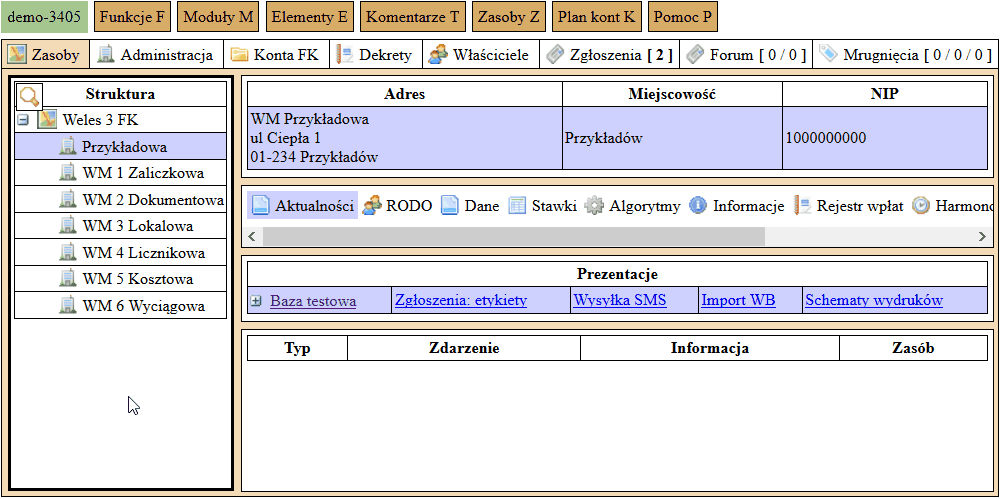 demo-3405 Funkcje F Moduły M Elementy E Komentarze T Zasoby Z Plan kont K Pomoc P
Zasoby Administracja Konta FK Dekrety Właściciele Zgłoszenia [ 2 ] Forum [ 0 / 0 ] Mrugnięcia [ 0 / 0 / 0 ]
Struktura
Weles 3 FK
Przykładowa
WM 1 Zaliczkowa
WM 2 Dokumentowa
WM 3 Lokalowa
WM 4 Licznikowa
WM 5 Kosztowa
WM 6 Wyciągowa
Adres Miejscowość NIP
WM Przykładowa
ul Ciepła 1
01-234 Przykładów
Przykładów
1000000000
Aktualności RODO Dane Stawki Algorytmy Informacje Rejestr wpłat Harmono
Prezentacje
Baza testowa Zgłoszenia: etykiety Wysyłka SMS Import WB Schematy wydruków
Typ Zdarzenie Informacja Zasób